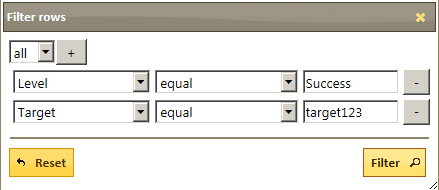 Filter rows
all +
Level equal Success -
Target equal target123 -
Reset Filter